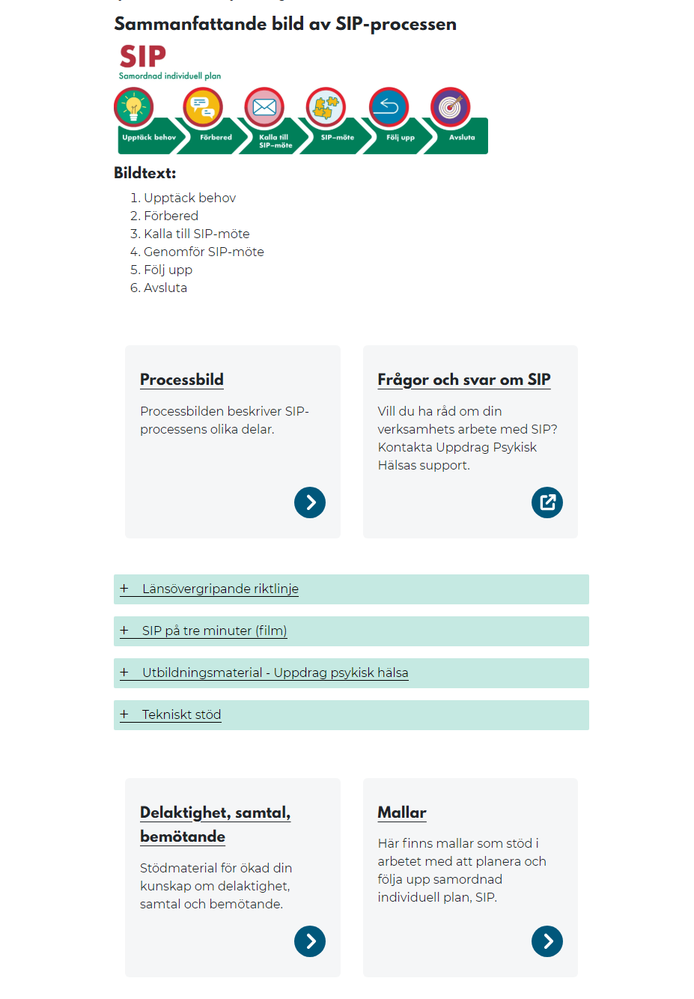 Sammanfattande bild av SIP-processen
SIP
Samordnad individuell plan
Upptäck behov
Förbered
Kalla till
SIP-möte
SIP-möte
Följ upp
Avsluta
Bildtext:
1. Upptäck behov
2. Förbered
3. Kalla till SIP-möte
4. Genomför SIP-möte
5. Följ upp
6. Avsluta
Processbild
Processbilden beskriver SIP-
processens olika delar.
Frågor och svar om SIP
Vill du ha råd om din
verksamhets arbete med SIP?
Kontakta Uppdrag Psykisk
Hälsas support.
+ Länsövergripande riktlinje
+ SIP på tre minuter (film)
+ Utbildningsmaterial - Uppdrag psykisk hälsa
+ Tekniskt stöd
Delaktighet, samtal,
bemötande
Stödmaterial för ökad din
kunskap om delaktighet,
samtal och bemötande.
Mallar
Här finns mallar som stöd i
arbetet med att planera och
följa upp samordnad
individuell plan, SIP.